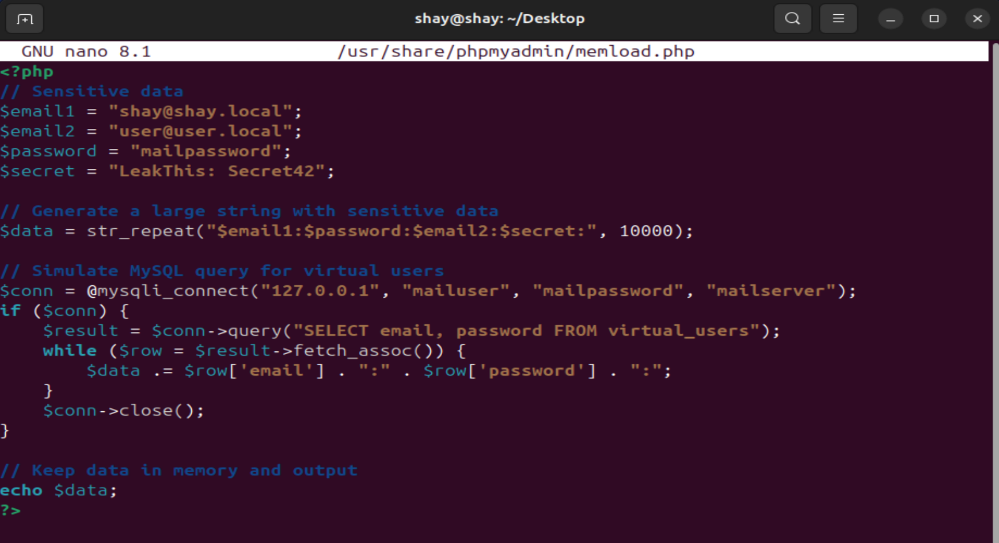 shay@shay: ~/Desktop
GNU nano 8.1 /usr/share/phpmyadmin/memload.php
<?php
// Sensitive data
$email1 = "shay@shay.local";
$email2 = "user@user.local";
$password = "mailpassword";
$secret = "LeakThis: Secret42";

// Generate a large string with sensitive data
$data = str_repeat("$email1:$password:$email2:$secret:", 10000);

// Simulate MySQL query for virtual users
$conn = @mysqli_connect("127.0.0.1", "mailuser", "mailpassword", "mailserver");
if ($conn) {
    $result = $conn->query("SELECT email, password FROM virtual_users");
    while ($row = $result->fetch_assoc()) {
        $data .= $row['email'] . ":" . $row['password'] . ":";
    }
    $conn->close();
}

// Keep data in memory and output
echo $data;
?>